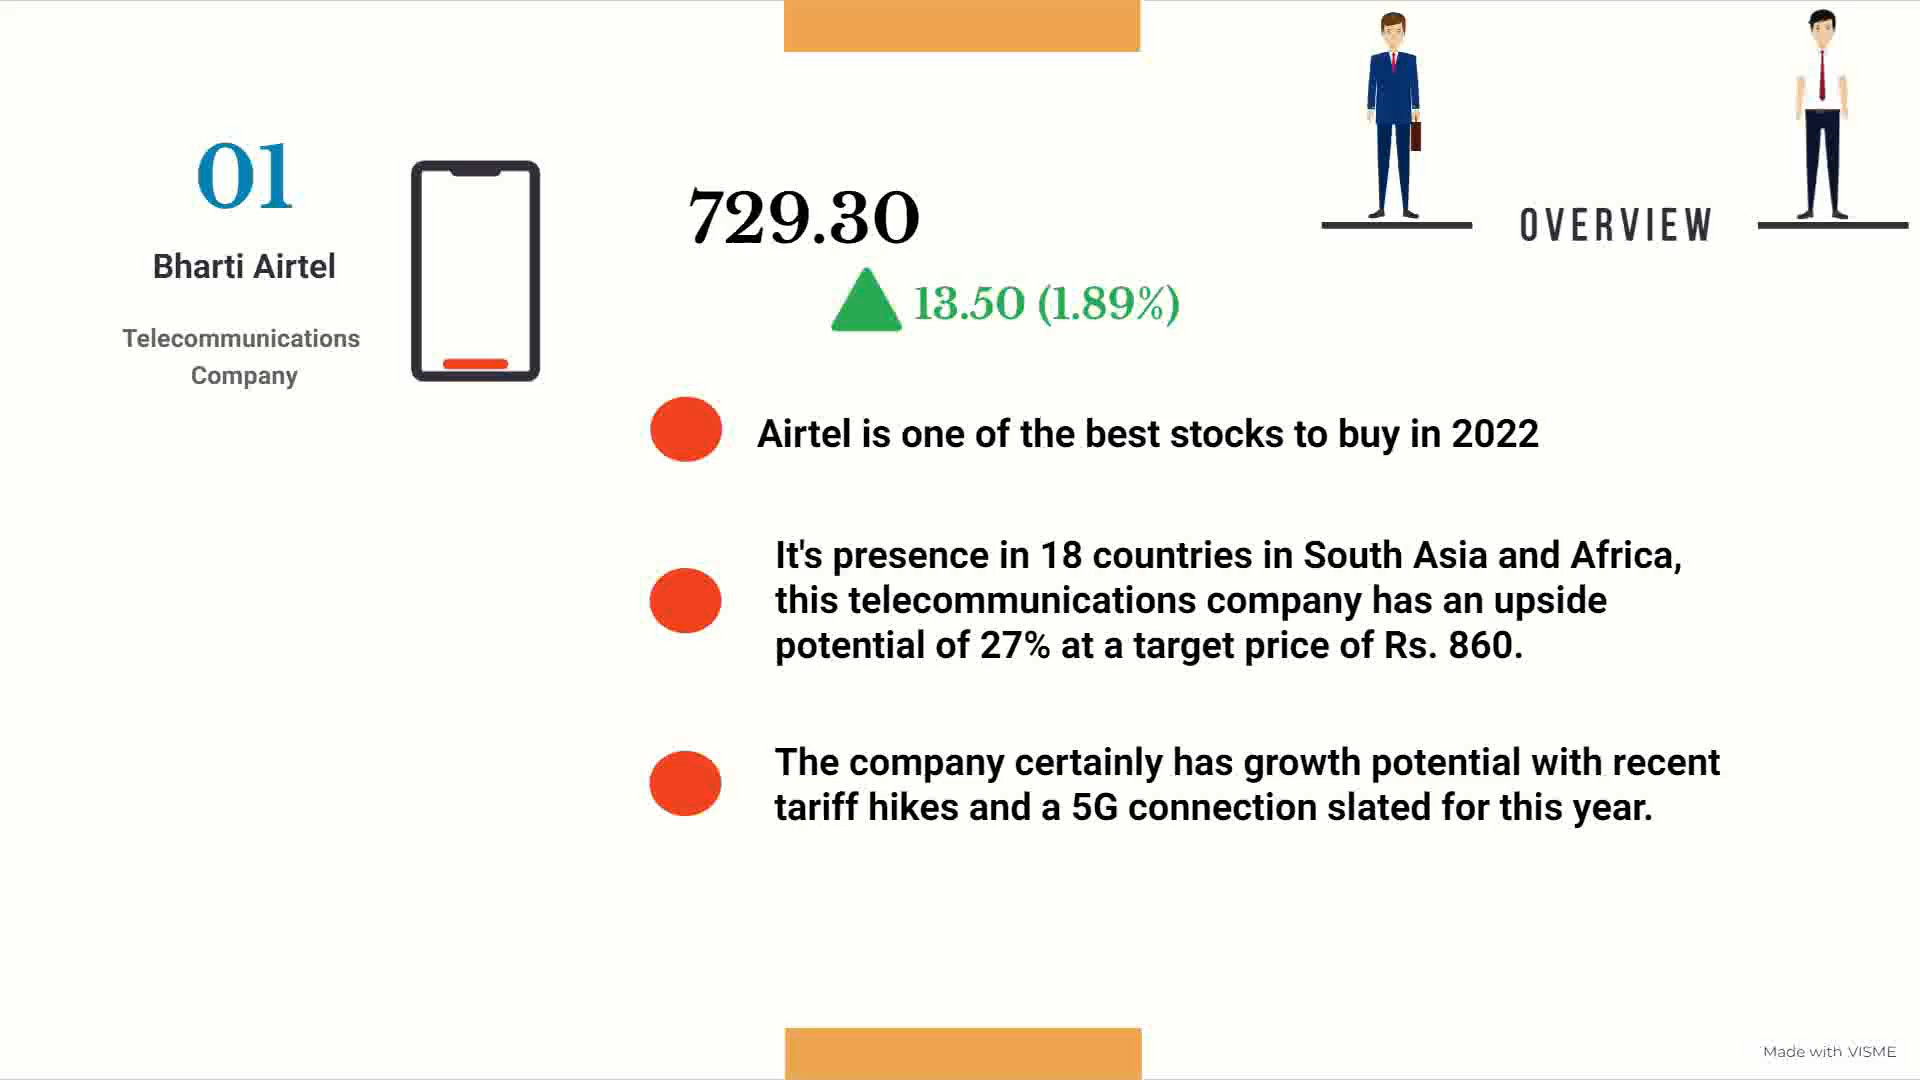 01
Bharti Airtel
Telecommunications
Company
729.30
13.50 (1.89%)
OVERVIEW
Airtel is one of the best stocks to buy in 2022
It's presence in 18 countries in South Asia and Africa,
this telecommunications company has an upside
potential of 27% at a target price of Rs. 860.
The company certainly has growth potential with recent
tariff hikes and a 5G connection slated for this year.
Made with VISME